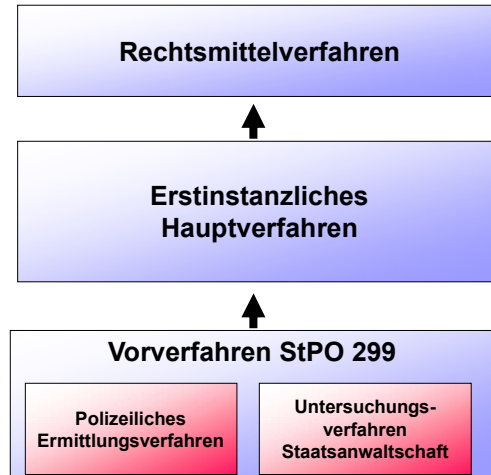 Rechtsmittelverfahren
Erstinstanzliches
Hauptverfahren
Vorverfahren StPO 299
Polizeiliches
Ermittlungsverfahren
Untersuchungs-
verfahren
Staatsanwaltschaft